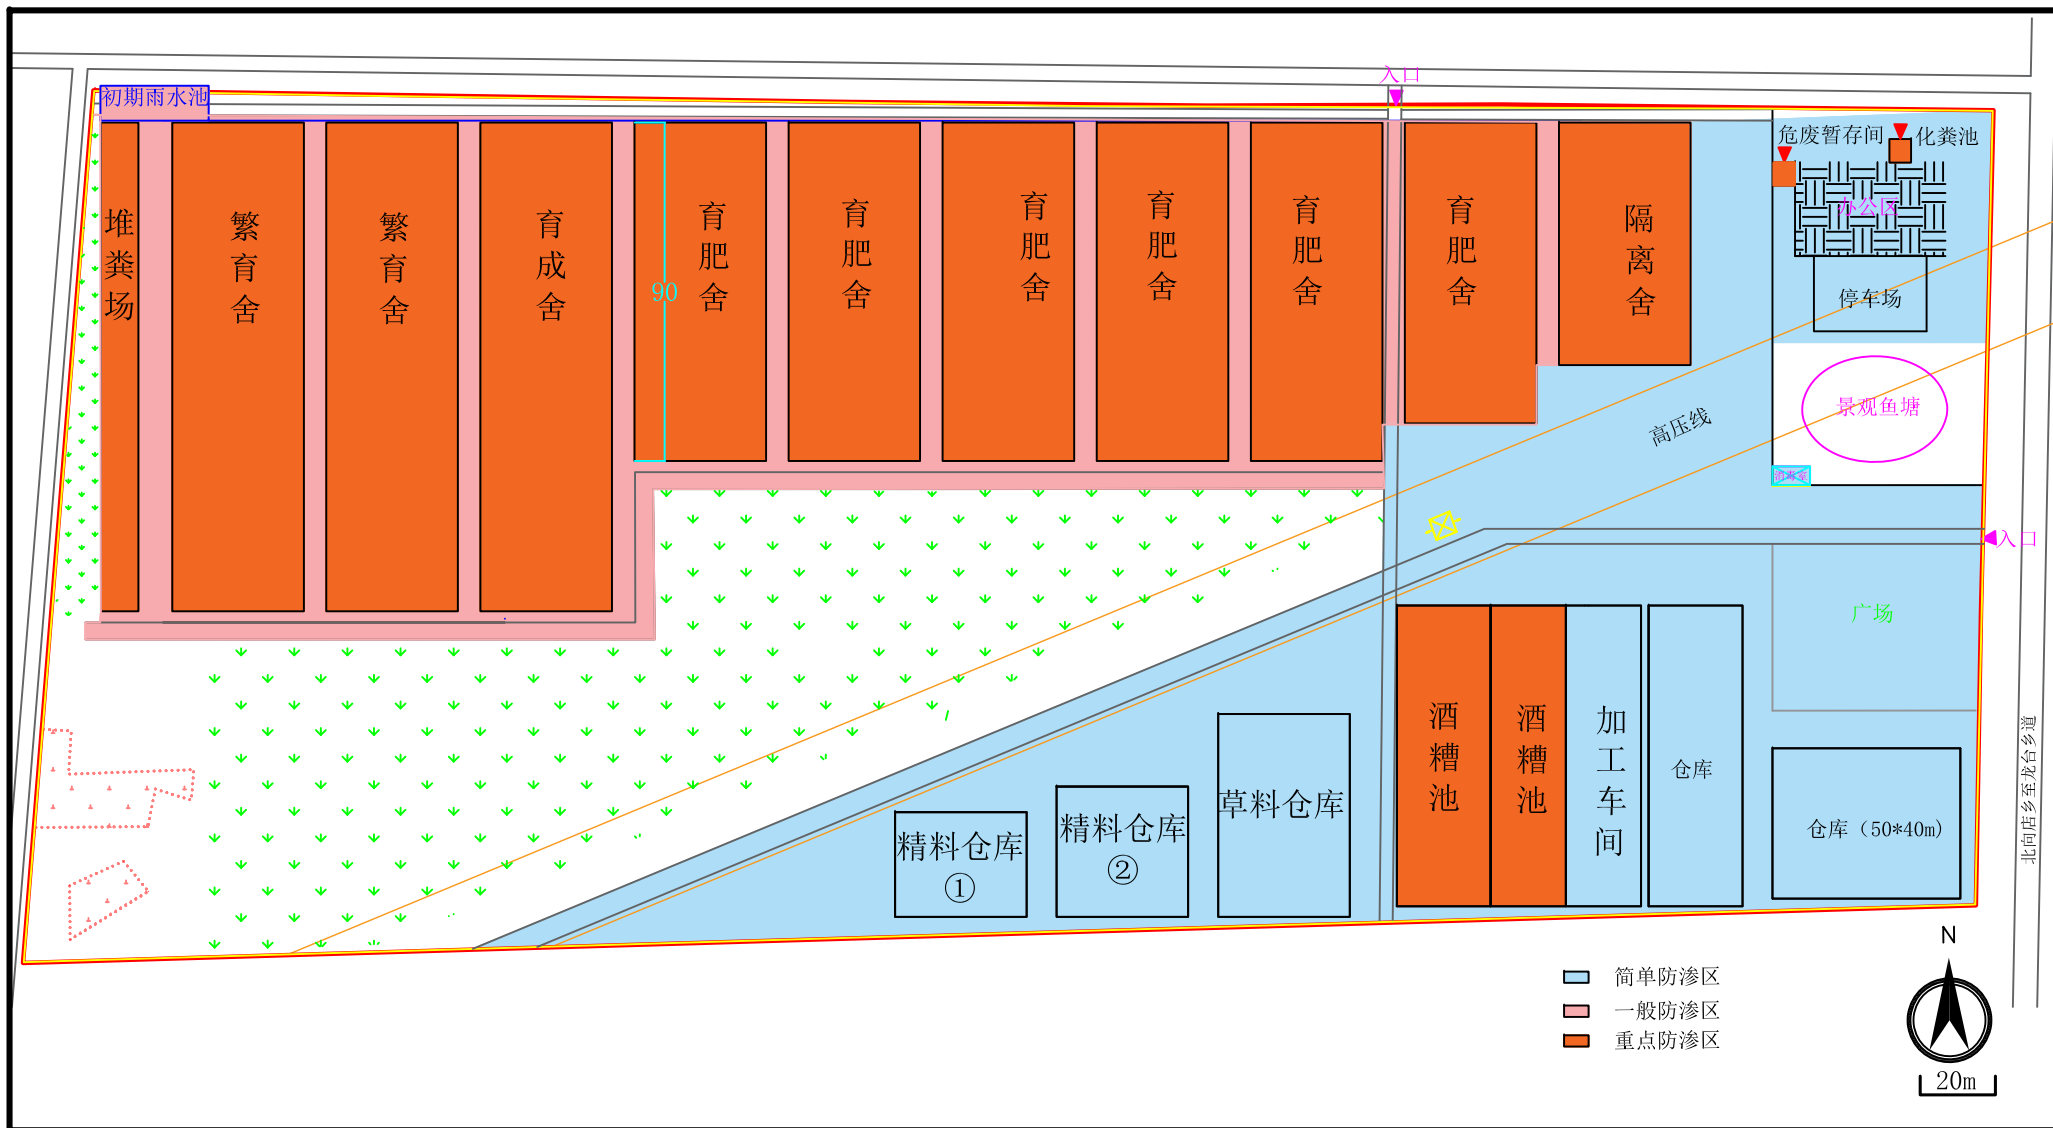 入口
初期雨水池
危废暂存间
化粪池
堆粪场
繁育舍
繁育舍
育成舍
育肥舍
育肥舍
育肥舍
育肥舍
育肥舍
育肥舍
隔离舍
办公区
90
停车场
景观鱼塘
高压线
消毒室
入口
广场
酒糟池
酒糟池
加工车间
仓库
仓库（50*40m）
草料仓库
精料仓库
②
精料仓库
①
北向店乡至龙台乡道
N
简单防渗区
一般防渗区
重点防渗区
20m